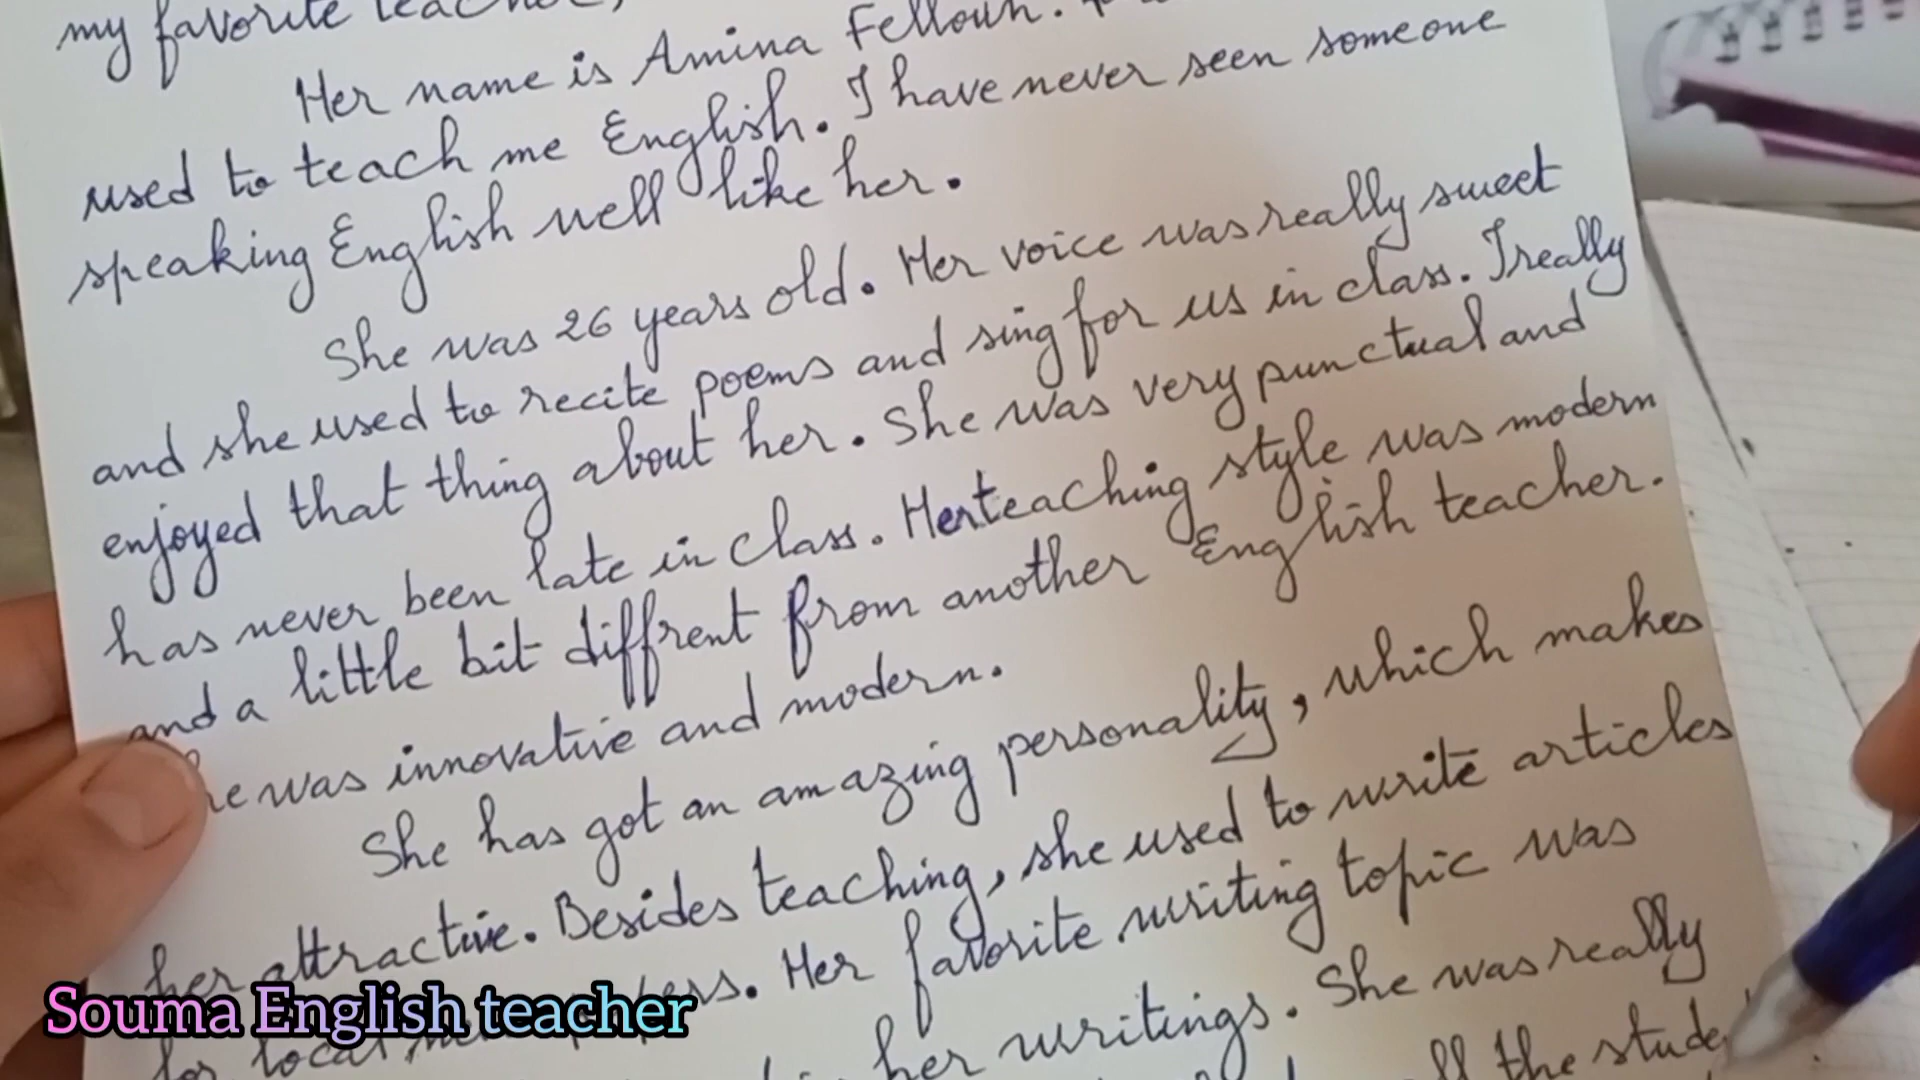 my favorite teacher,
Her name is Amina Felloun.
used to teach me English. I have never seen someone
speaking English well like her.
She was 26 years old. Her voice was really sweet
and she used to recite poems and sing for us in class. I really
enjoyed that thing about her. She was very punctual and
has never been late in class. Her teaching style was modern
and a little bit diffrent from another English teacher.
he was innovative and modern.
She has got an amazing personality, which makes
her attractive. Besides teaching, she used to write articles
for local Her favorite writing topic was
her writings. She was really
the stude
Souma English teacher